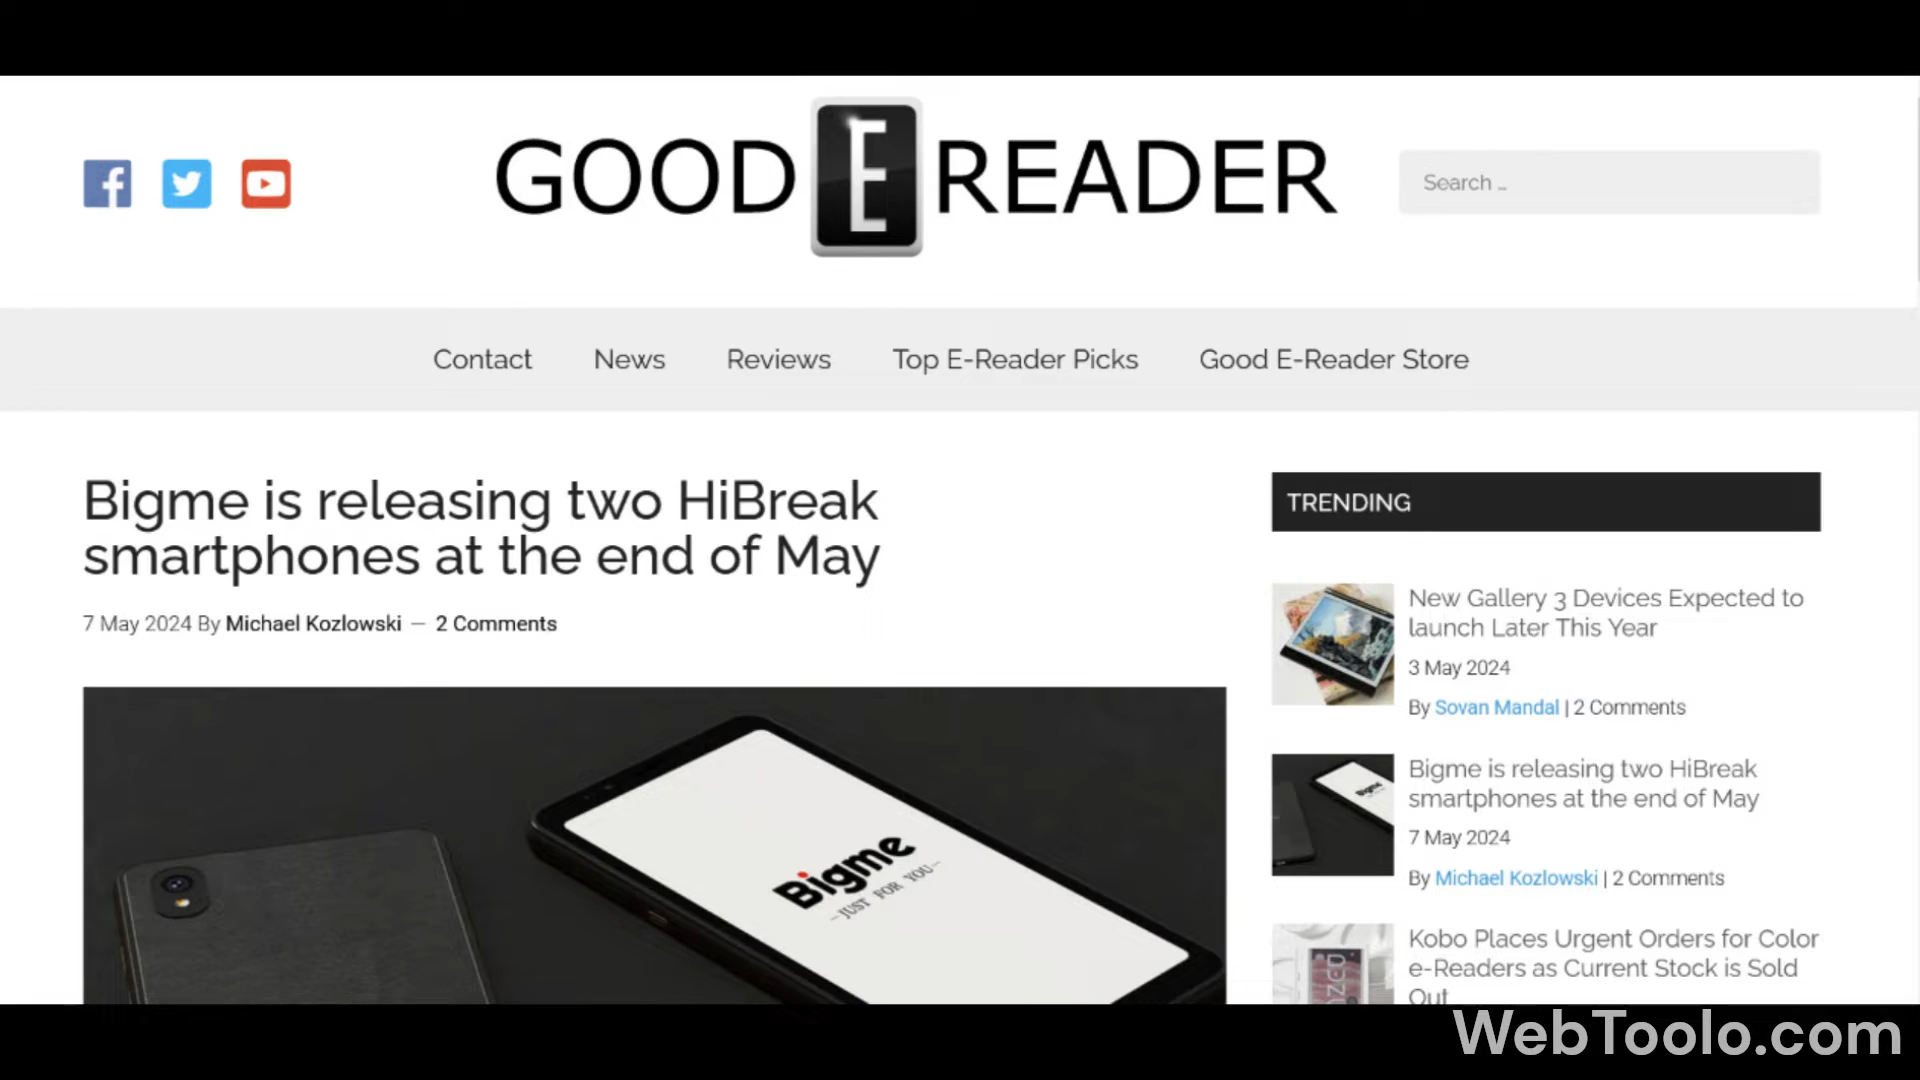 GOOD E READER
Search ...
Contact News Reviews Top E-Reader Picks Good E-Reader Store
Bigme is releasing two HiBreak
smartphones at the end of May
7 May 2024 By Michael Kozlowski — 2 Comments
Bigme
—JUST FOR YOU—
TRENDING
New Gallery 3 Devices Expected to
launch Later This Year
3 May 2024
By Sovan Mandal | 2 Comments
Bigme
Bigme is releasing two HiBreak
smartphones at the end of May
7 May 2024
By Michael Kozlowski | 2 Comments
Kobo Places Urgent Orders for Color
e-Readers as Current Stock is Sold
Out
WebToolo.com